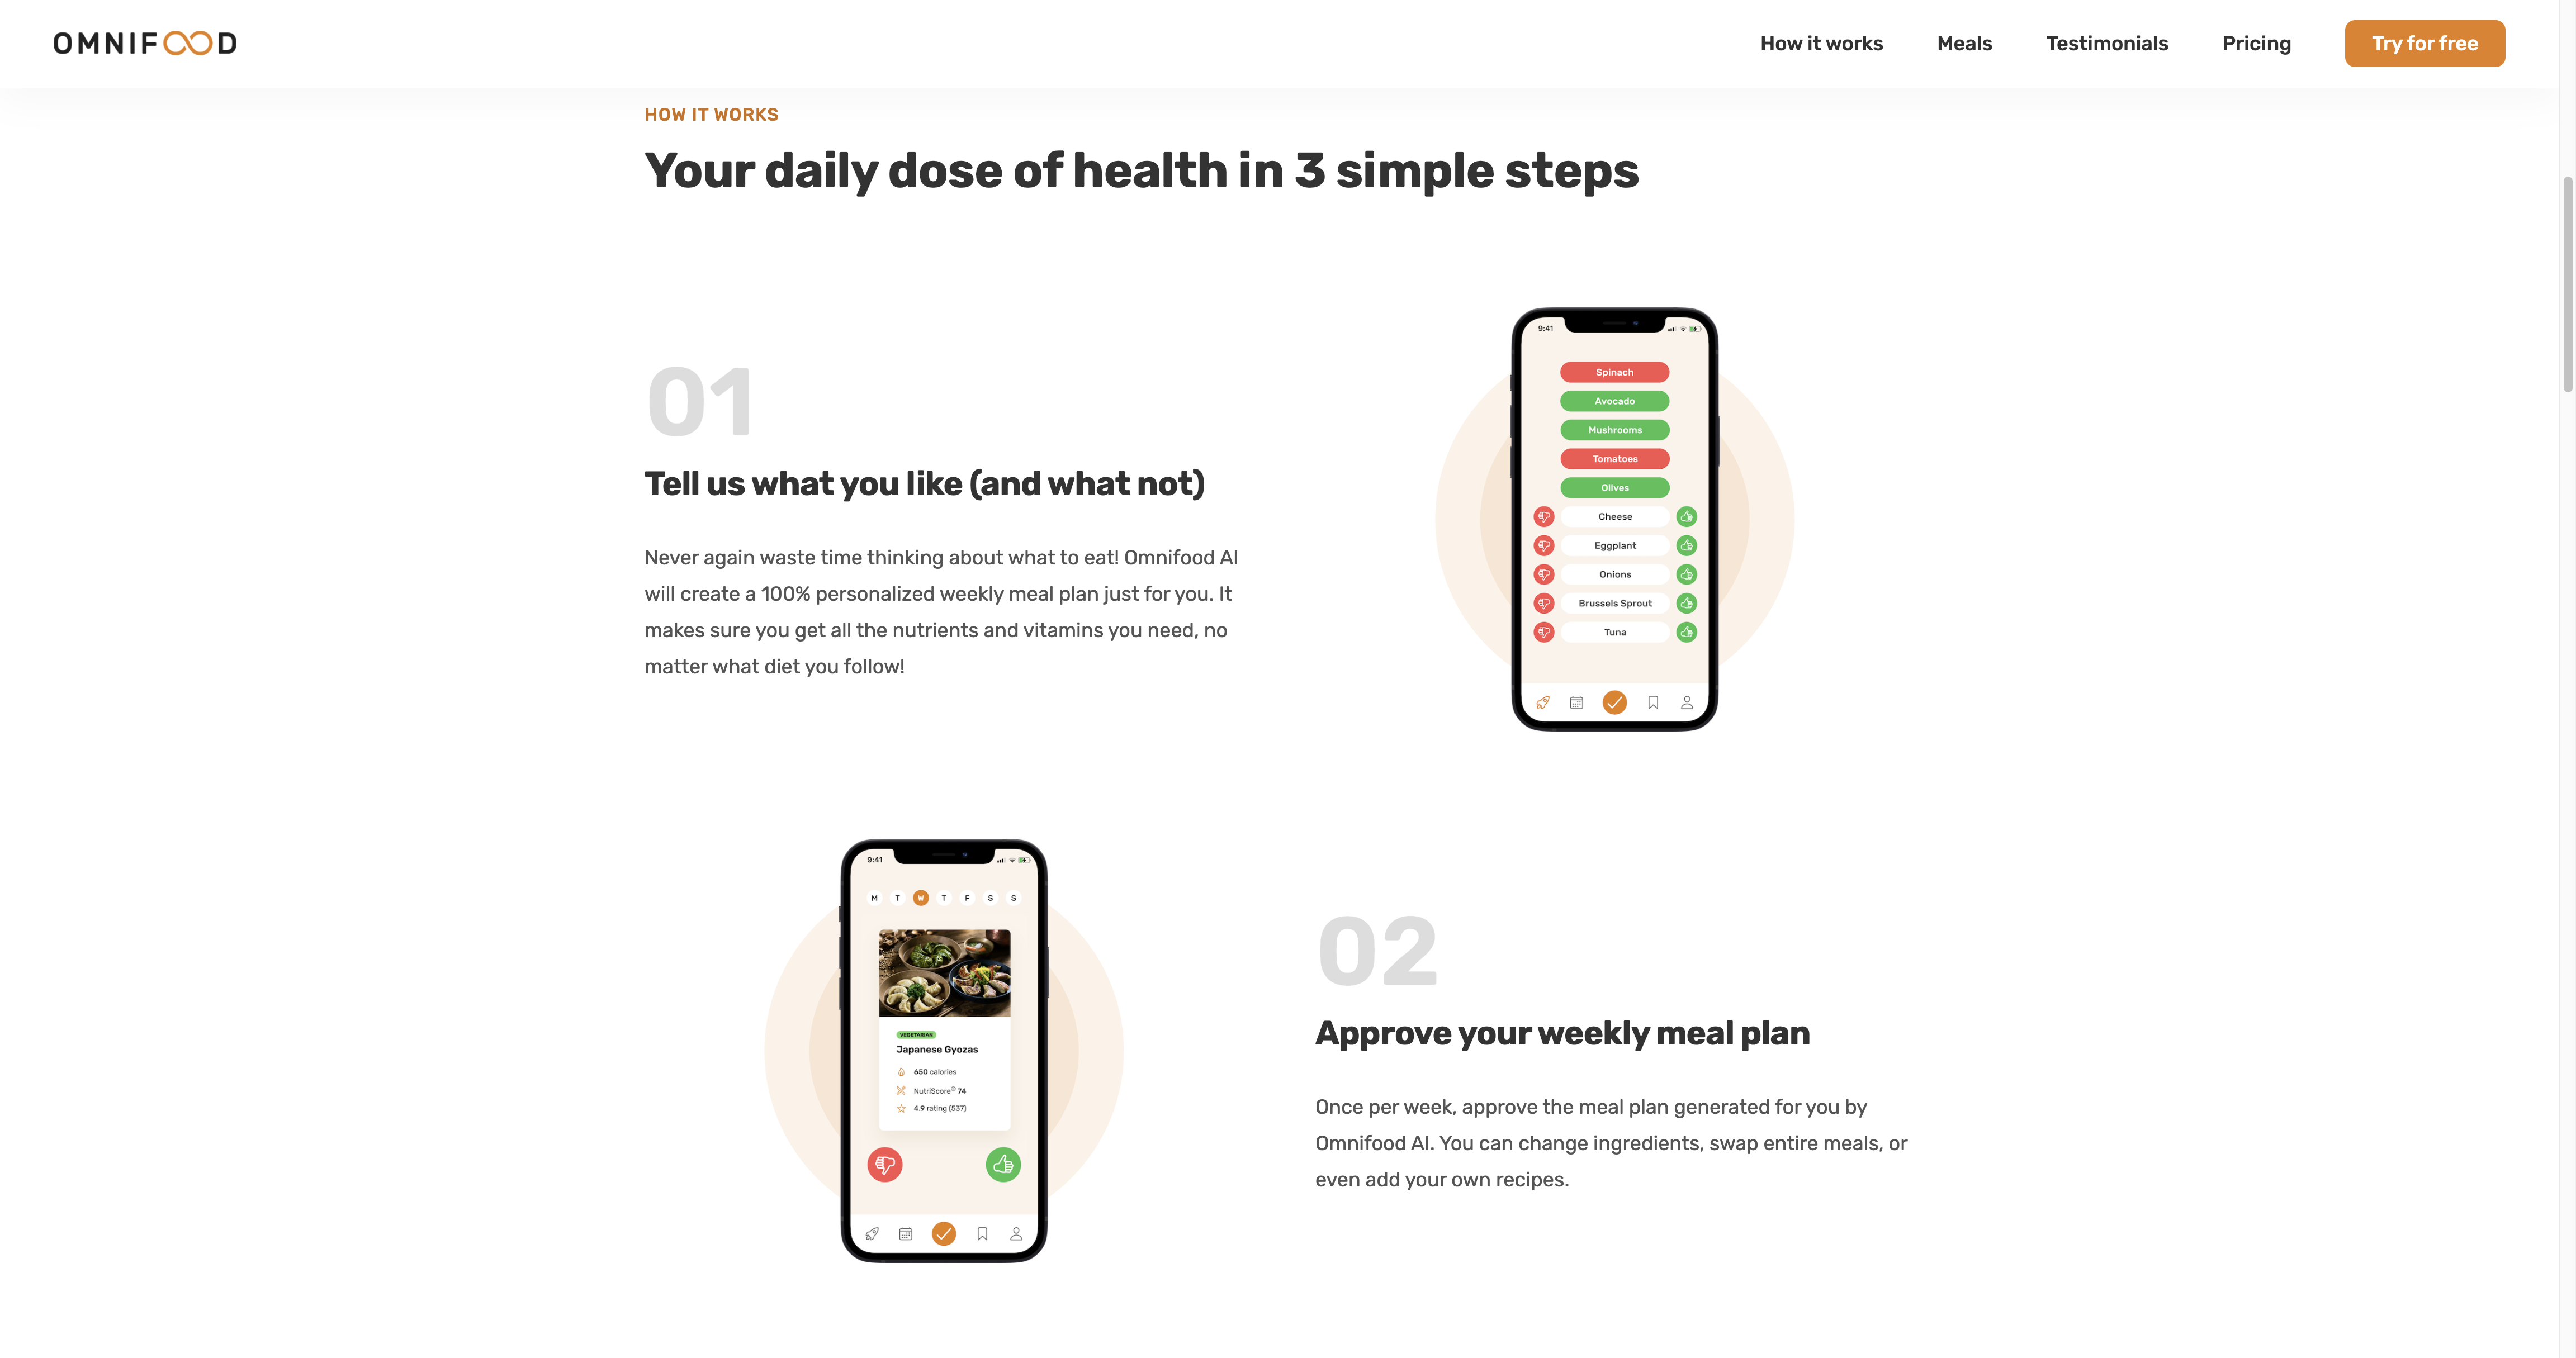 OMNIFOOD
How it works
Meals
Testimonials
Pricing
Try for free
HOW IT WORKS
Your daily dose of health in 3 simple steps
01
Tell us what you like (and what not)
Never again waste time thinking about what to eat! Omnifood AI
will create a 100% personalized weekly meal plan just for you. It
makes sure you get all the nutrients and vitamins you need, no
matter what diet you follow!
9:41
Spinach
Avocado
Mushrooms
Tomatoes
Olives
Cheese
Eggplant
Onions
Brussels Sprout
Tuna
9:41
M T W T F S S
VEGETARIAN
Japanese Gyozas
650 calories
NutriScore® 74
4.9 rating (537)
02
Approve your weekly meal plan
Once per week, approve the meal plan generated for you by
Omnifood AI. You can change ingredients, swap entire meals, or
even add your own recipes.